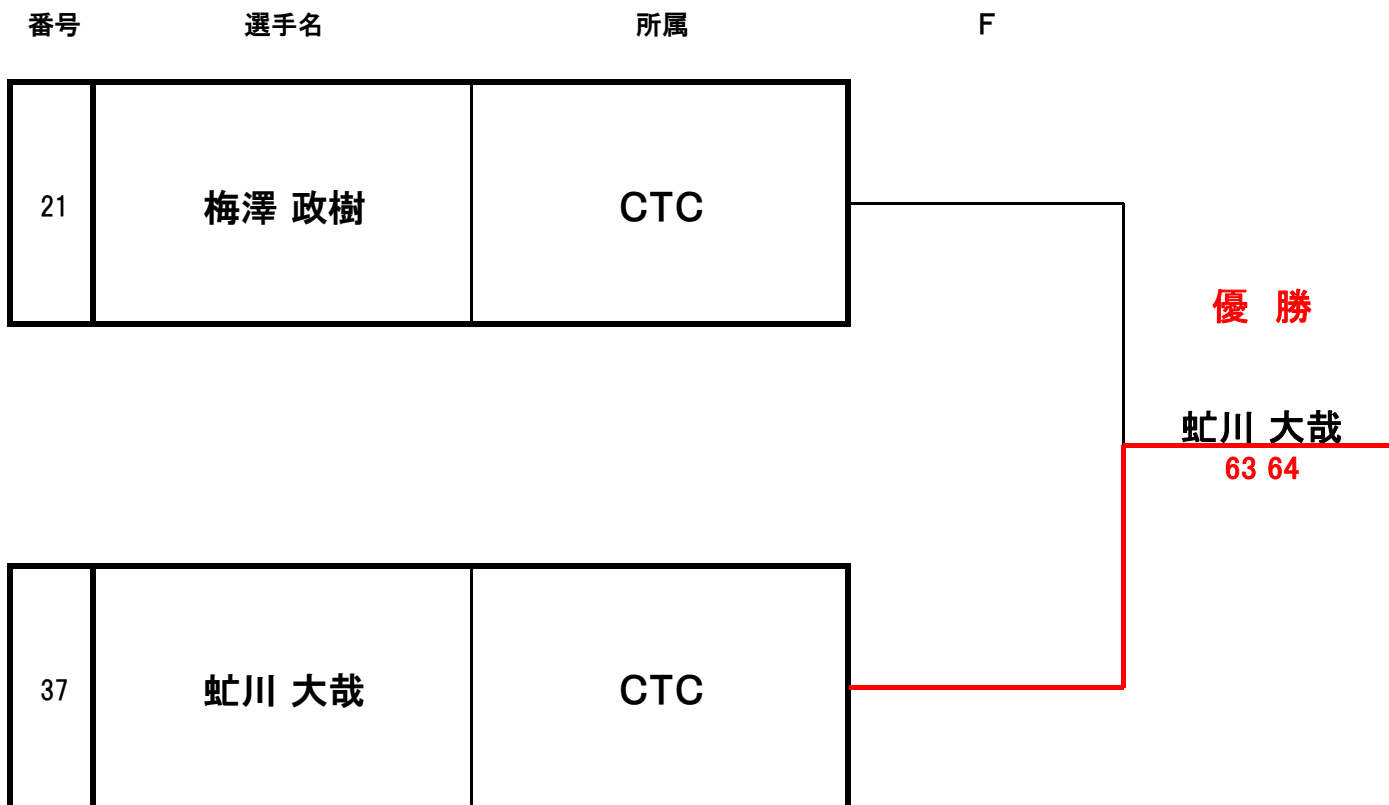 番号 選手名 所属 F
21 梅澤 政樹 CTC
優 勝
虻川 大哉
63 64
37 虻川 大哉 CTC